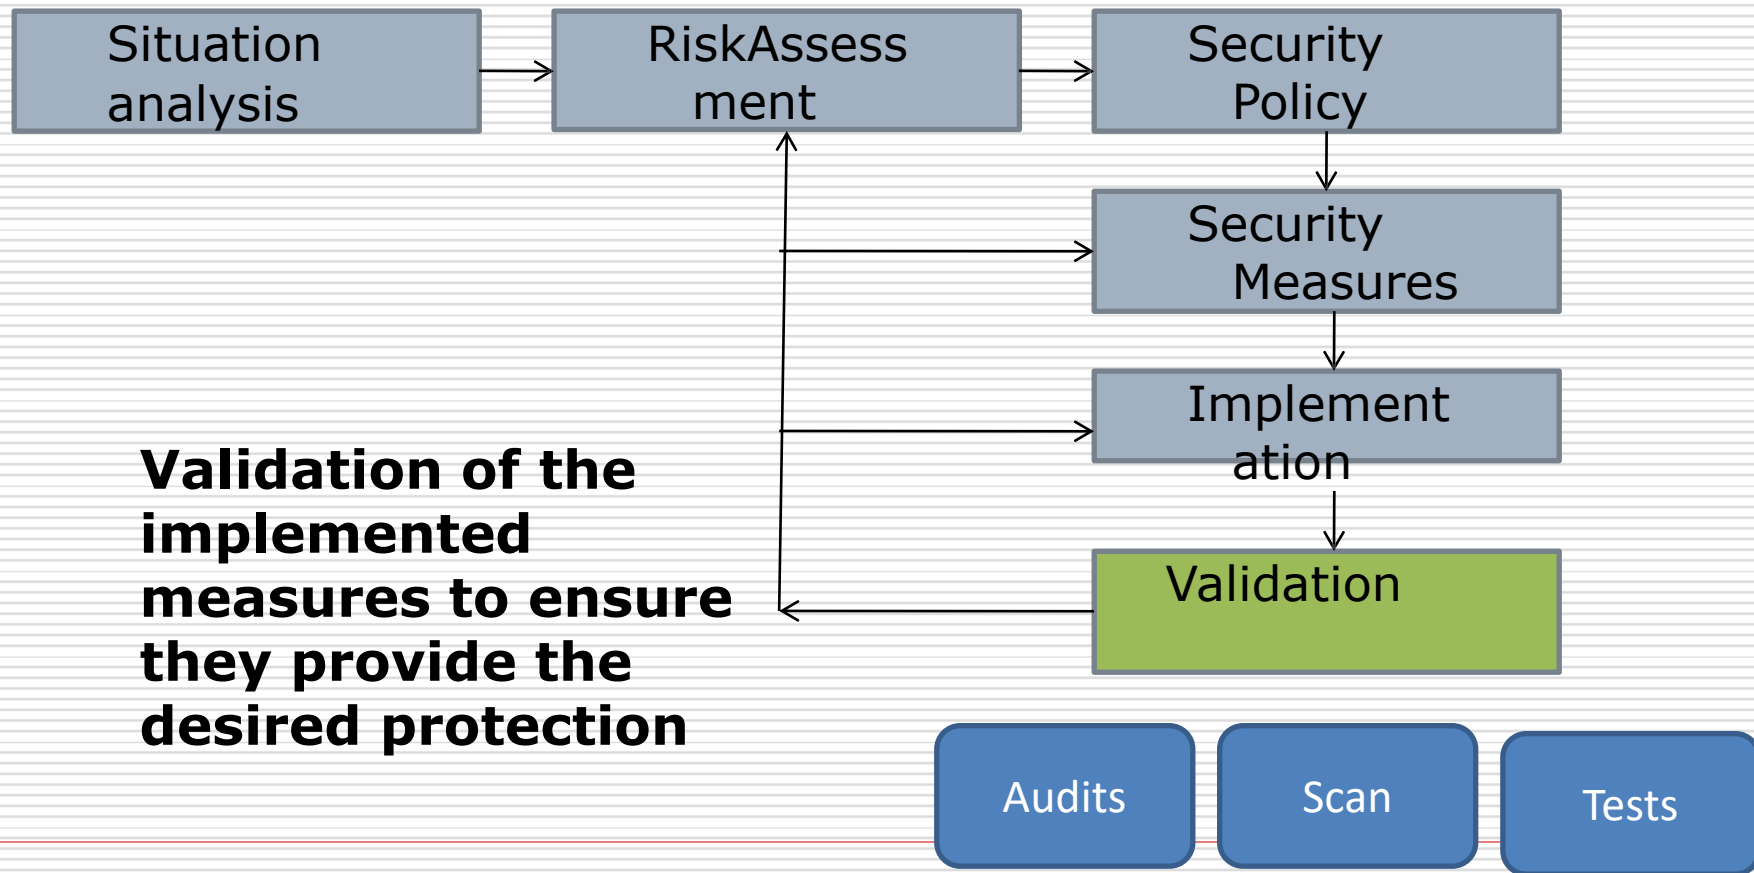 Situation
analysis
RiskAssess
ment
Security
Policy
Security
Measures
Implement
ation
Validation
Validation of the
implemented
measures to ensure
they provide the
desired protection
Audits
Scan
Tests